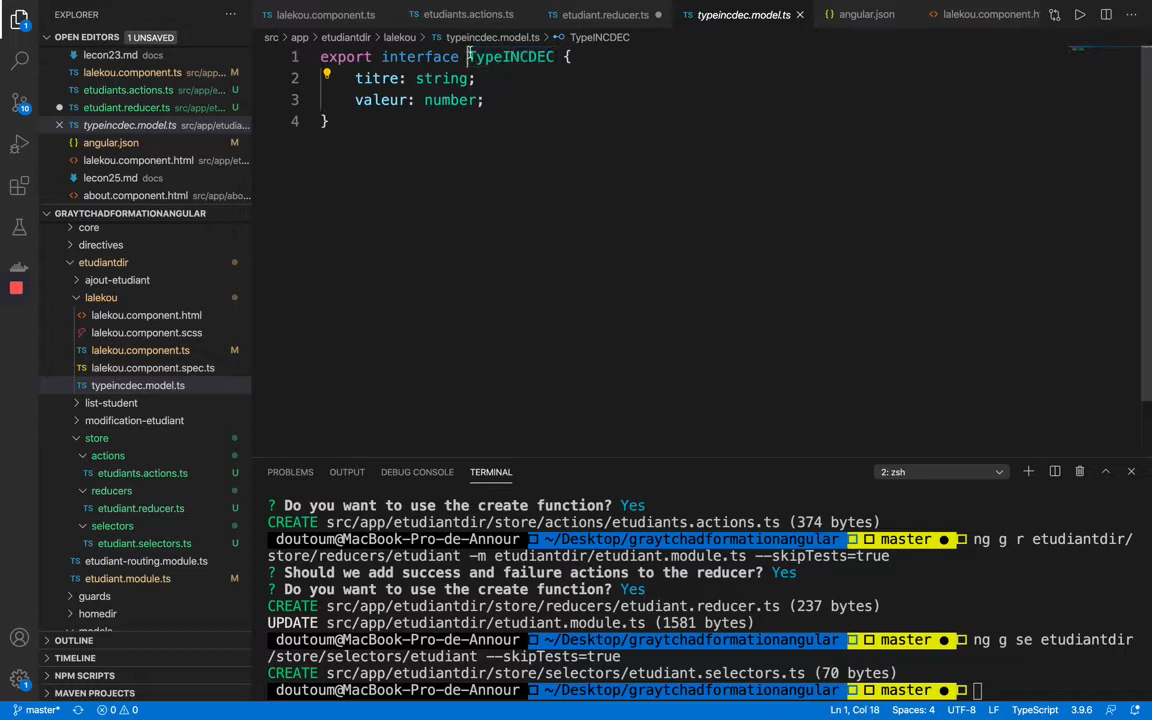 EXPLORER
OPEN EDITORS
1 UNSAVED
lecon23.md docs
lalekou.component.ts src/app/...
etudiants.actions.ts src/app/... U
etudiant.reducer.ts src/app/et... U
typeincdec.model.ts src/app/etudia...
angular.json M
lalekou.component.html src/app/et...
lecon25.md docs
about.component.html src/app/abo...
GRAYTCHADFORMATIONANGULAR
core
directives
etudiantdir
ajout-etudiant
lalekou
lalekou.component.html
lalekou.component.scss
lalekou.component.ts M
lalekou.component.spec.ts
typeincdec.model.ts
list-student
modification-etudiant
store
actions
etudiants.actions.ts U
reducers
etudiant.reducer.ts U
selectors
etudiant.selectors.ts U
etudiant-routing.module.ts
etudiant.module.ts M
guards
homedir
OUTLINE
TIMELINE
NPM SCRIPTS
MAVEN PROJECTS
1
10
1
lalekou.component.ts
etudiants.actions.ts
etudiant.reducer.ts
typeincdec.model.ts
angular.json
lalekou.component.h
src > app > etudiantdir > lalekou > typeincdec.model.ts > TypeINCDEC
1 export interface TypeINCDEC {
2 titre: string;
3 valeur: number;
4 }
PROBLEMS OUTPUT DEBUG CONSOLE TERMINAL
2: zsh
? Do you want to use the create function? Yes
CREATE src/app/etudiantdir/store/actions/etudiants.actions.ts (374 bytes)
doutoum@MacBook-Pro-de-Annour ~/Desktop/graytchadformationangular master ● ng g r etudiantdir/
store/reducers/etudiant -m etudiantdir/etudiant.module.ts --skipTests=true
? Should we add success and failure actions to the reducer? Yes
? Do you want to use the create function? Yes
CREATE src/app/etudiantdir/store/reducers/etudiant.reducer.ts (237 bytes)
UPDATE src/app/etudiantdir/etudiant.module.ts (1581 bytes)
doutoum@MacBook-Pro-de-Annour ~/Desktop/graytchadformationangular master ● ng g se etudiantdir
/store/selectors/etudiant --skipTests=true
CREATE src/app/etudiantdir/store/selectors/etudiant.selectors.ts (70 bytes)
doutoum@MacBook-Pro-de-Annour ~/Desktop/graytchadformationangular master ●
master* 0 0 Ln 1, Col 18 Spaces: 4 UTF-8 LF TypeScript 3.9.6